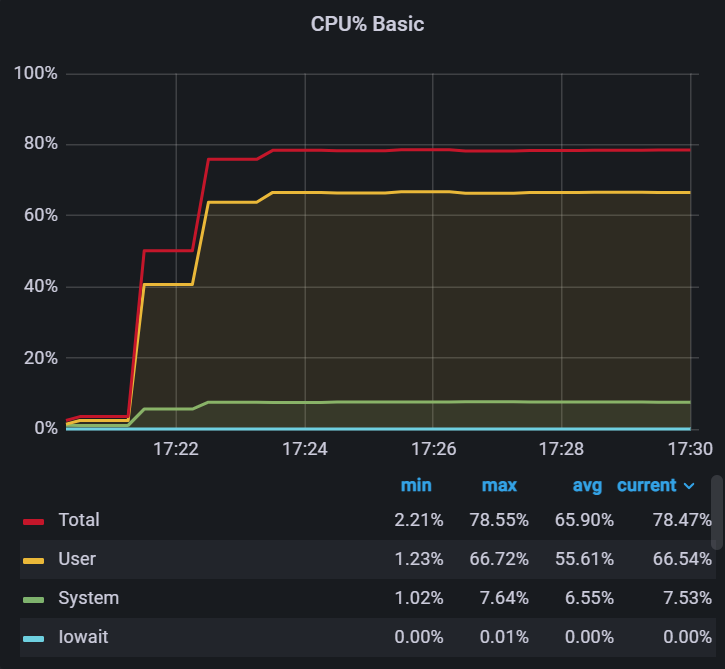 CPU% Basic
100%
80%
60%
40%
20%
0%
17:22 17:24 17:26 17:28 17:30
min max avg current
Total 2.21% 78.55% 65.90% 78.47%
User 1.23% 66.72% 55.61% 66.54%
System 1.02% 7.64% 6.55% 7.53%
Iowait 0.00% 0.01% 0.00% 0.00%